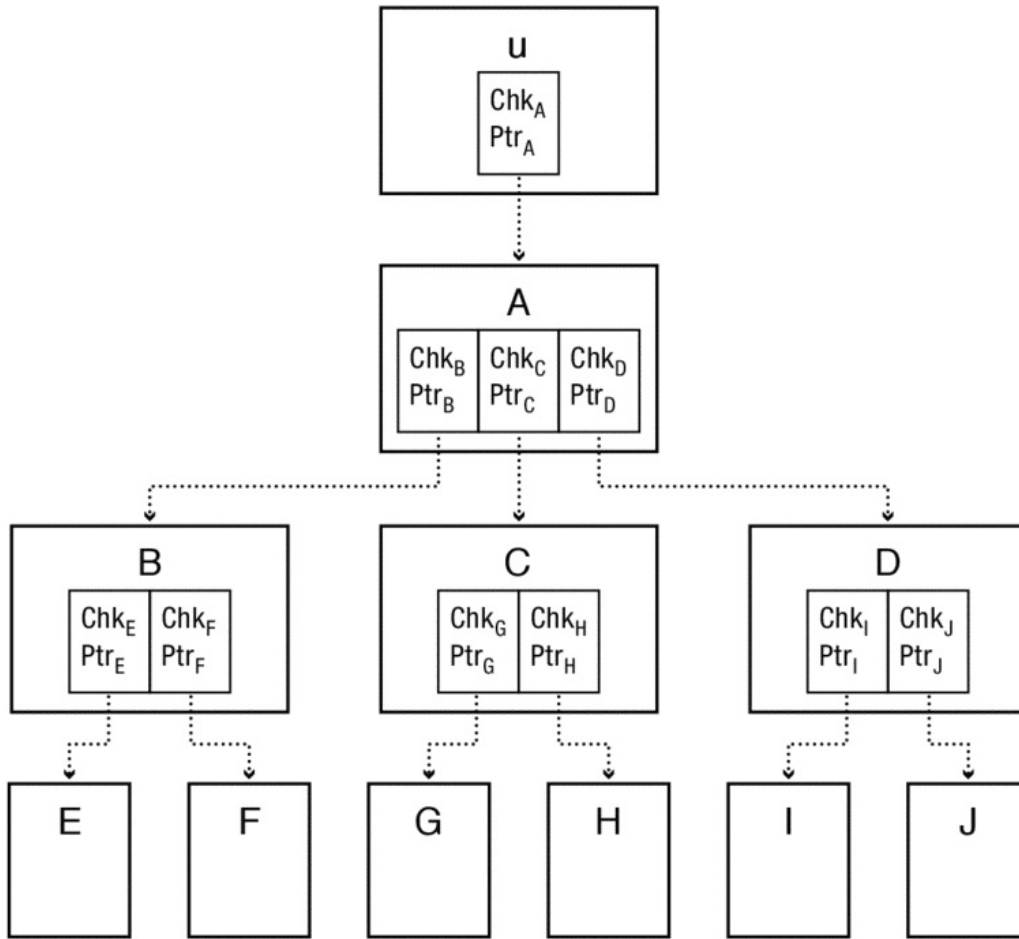 u
Chk_A
Ptr_A
A
Chk_B Chk_C Chk_D
Ptr_B Ptr_C Ptr_D
B C D
Chk_E Chk_F Chk_G Chk_H Chk_I Chk_J
Ptr_E Ptr_F Ptr_G Ptr_H Ptr_I Ptr_J
E F G H I J